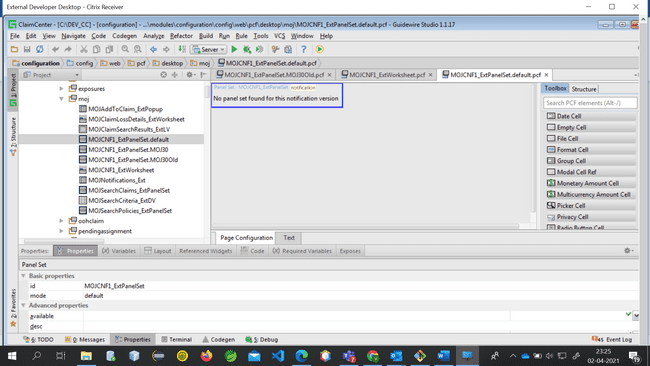 External Developer Desktop - Citrix Receiver
ClaimCenter - [C:\DEV_CC] - [configuration] - ...\modules\configuration\config\web\pcf\desktop\moj\MOJCNF1_ExtPanelSet.default.pcf - Guidewire Studio 1.1.17
File Edit View Navigate Code Codegen Analyze Refactor Build Run Rule Tools VCS Window Help
Server
configuration config web pcf desktop moj MOJCNF1_ExtPanelSet.default.pcf
Project
MOJCNF1_ExtPanelSet.MOJ30Old.pcf MOJCNF1_ExtWorksheet.pcf MOJCNF1_ExtPanelSet.default.pcf
1: Project
Structure
2: Favorites
exposures
moj
MOJAddToClaim_ExtPopup
MOJClaimLossDetails_ExtWorksheet
MOJClaimSearchResults_ExtLV
MOJCNF1_ExtPanelSet.default
MOJCNF1_ExtPanelSet.MOJ30
MOJCNF1_ExtPanelSet.MOJ30Old
MOJCNF1_ExtWorksheet
MOJNotifications_Ext
MOJSearchClaims_ExtPanelSet
MOJSearchCriteria_ExtDV
MOJSearchPolicies_ExtPanelSet
oohclaim
pendingassignment
Panel Set : MOJCNF1_ExtPanelSet notification
No panel set found for this notification version.
Toolbox Structure
Search PCF elements (Alt-/)
Date Cell
Empty Cell
File Cell
Format Cell
Group Cell
Modal Cell Ref
Monetary Amount Cell
Multicurrency Amount Cell
Picker Cell
Privacy Cell
Radio Button Cell
Page Configuration Text
Properties: Properties (x) Variables Layout Referenced Widgets Code (x) Required Variables Exposes
Panel Set
Basic properties
id MOJCNF1_ExtPanelSet
mode default
Advanced properties
available
desc
6: TODO 0: Messages Properties Terminal Codegen 5: Debug 46 Event Log
23:25
02-04-2021